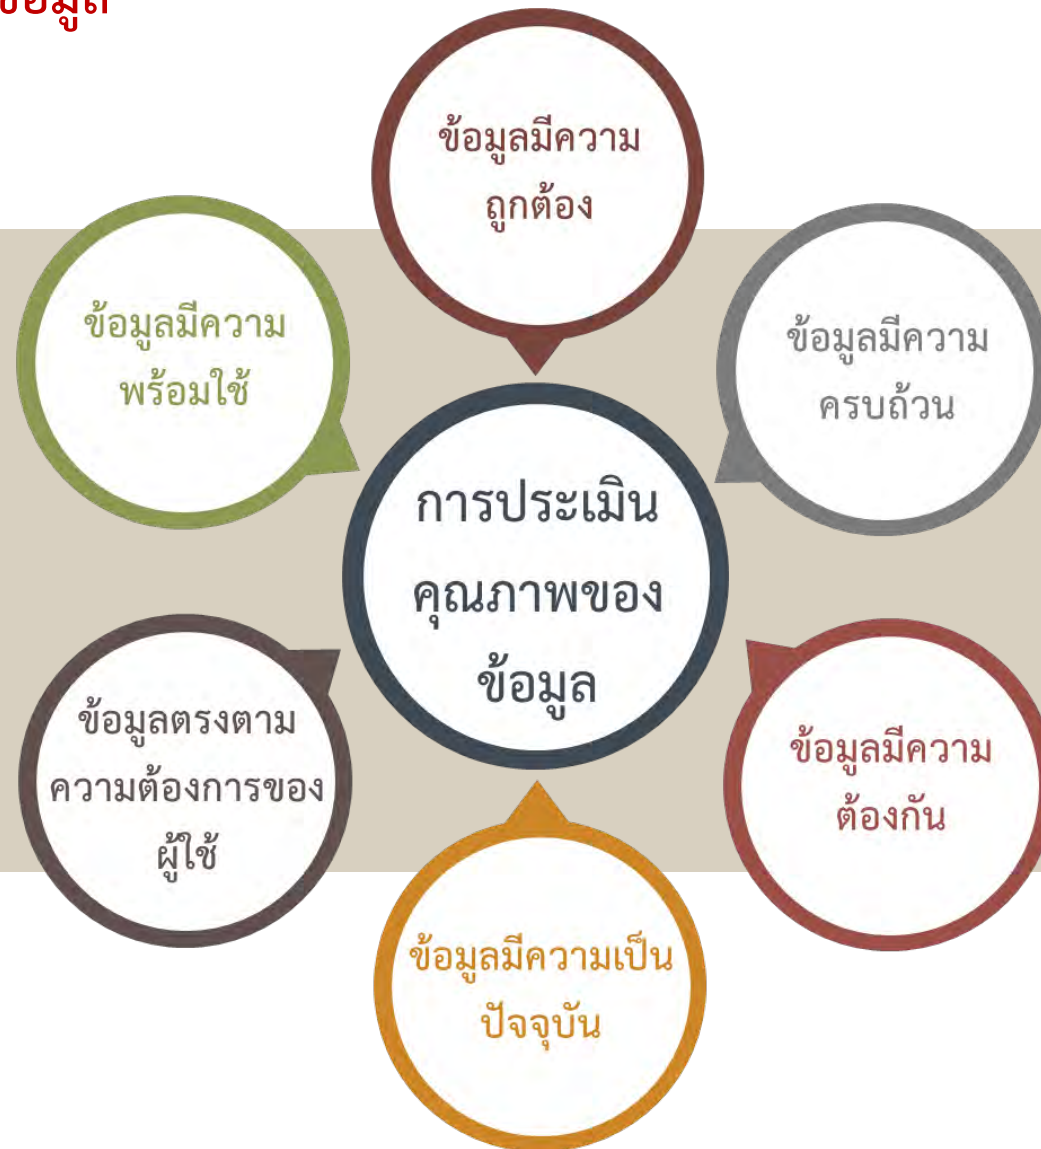 ข้อมูล
ข้อมูลมีความ
ถูกต้อง
ข้อมูลมีความ
พร้อมใช้
ข้อมูลมีความ
ครบถ้วน
การประเมิน
คุณภาพของ
ข้อมูล
ข้อมูลตรงตาม
ความต้องการของ
ผู้ใช้
ข้อมูลมีความ
ต้องกัน
ข้อมูลมีความเป็น
ปัจจุบัน